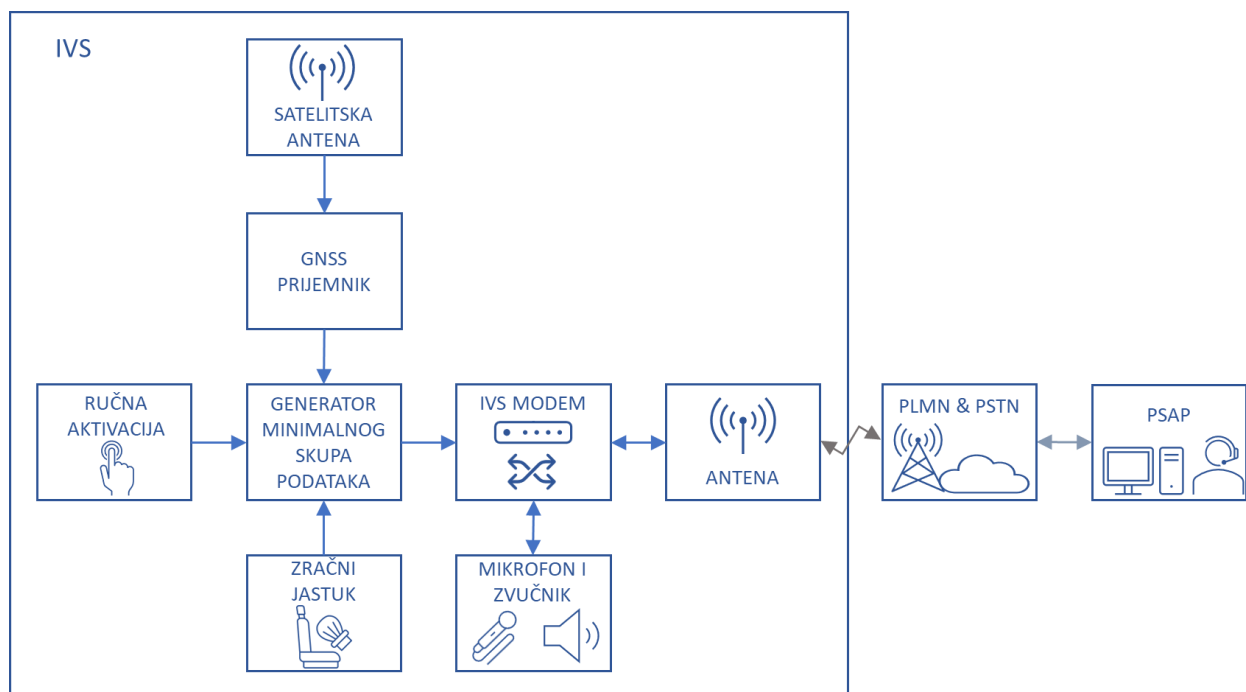 IVS
SATELITSKA
ANTENA
GNSS
PRIJEMNIK
RUČNA
AKTIVACIJA
GENERATOR
MINIMALNOG
SKUPA
PODATAKA
IVS MODEM
ANTENA
PLMN & PSTN
PSAP
ZRAČNI
JASTUK
MIKROFON I
ZVUČNIK